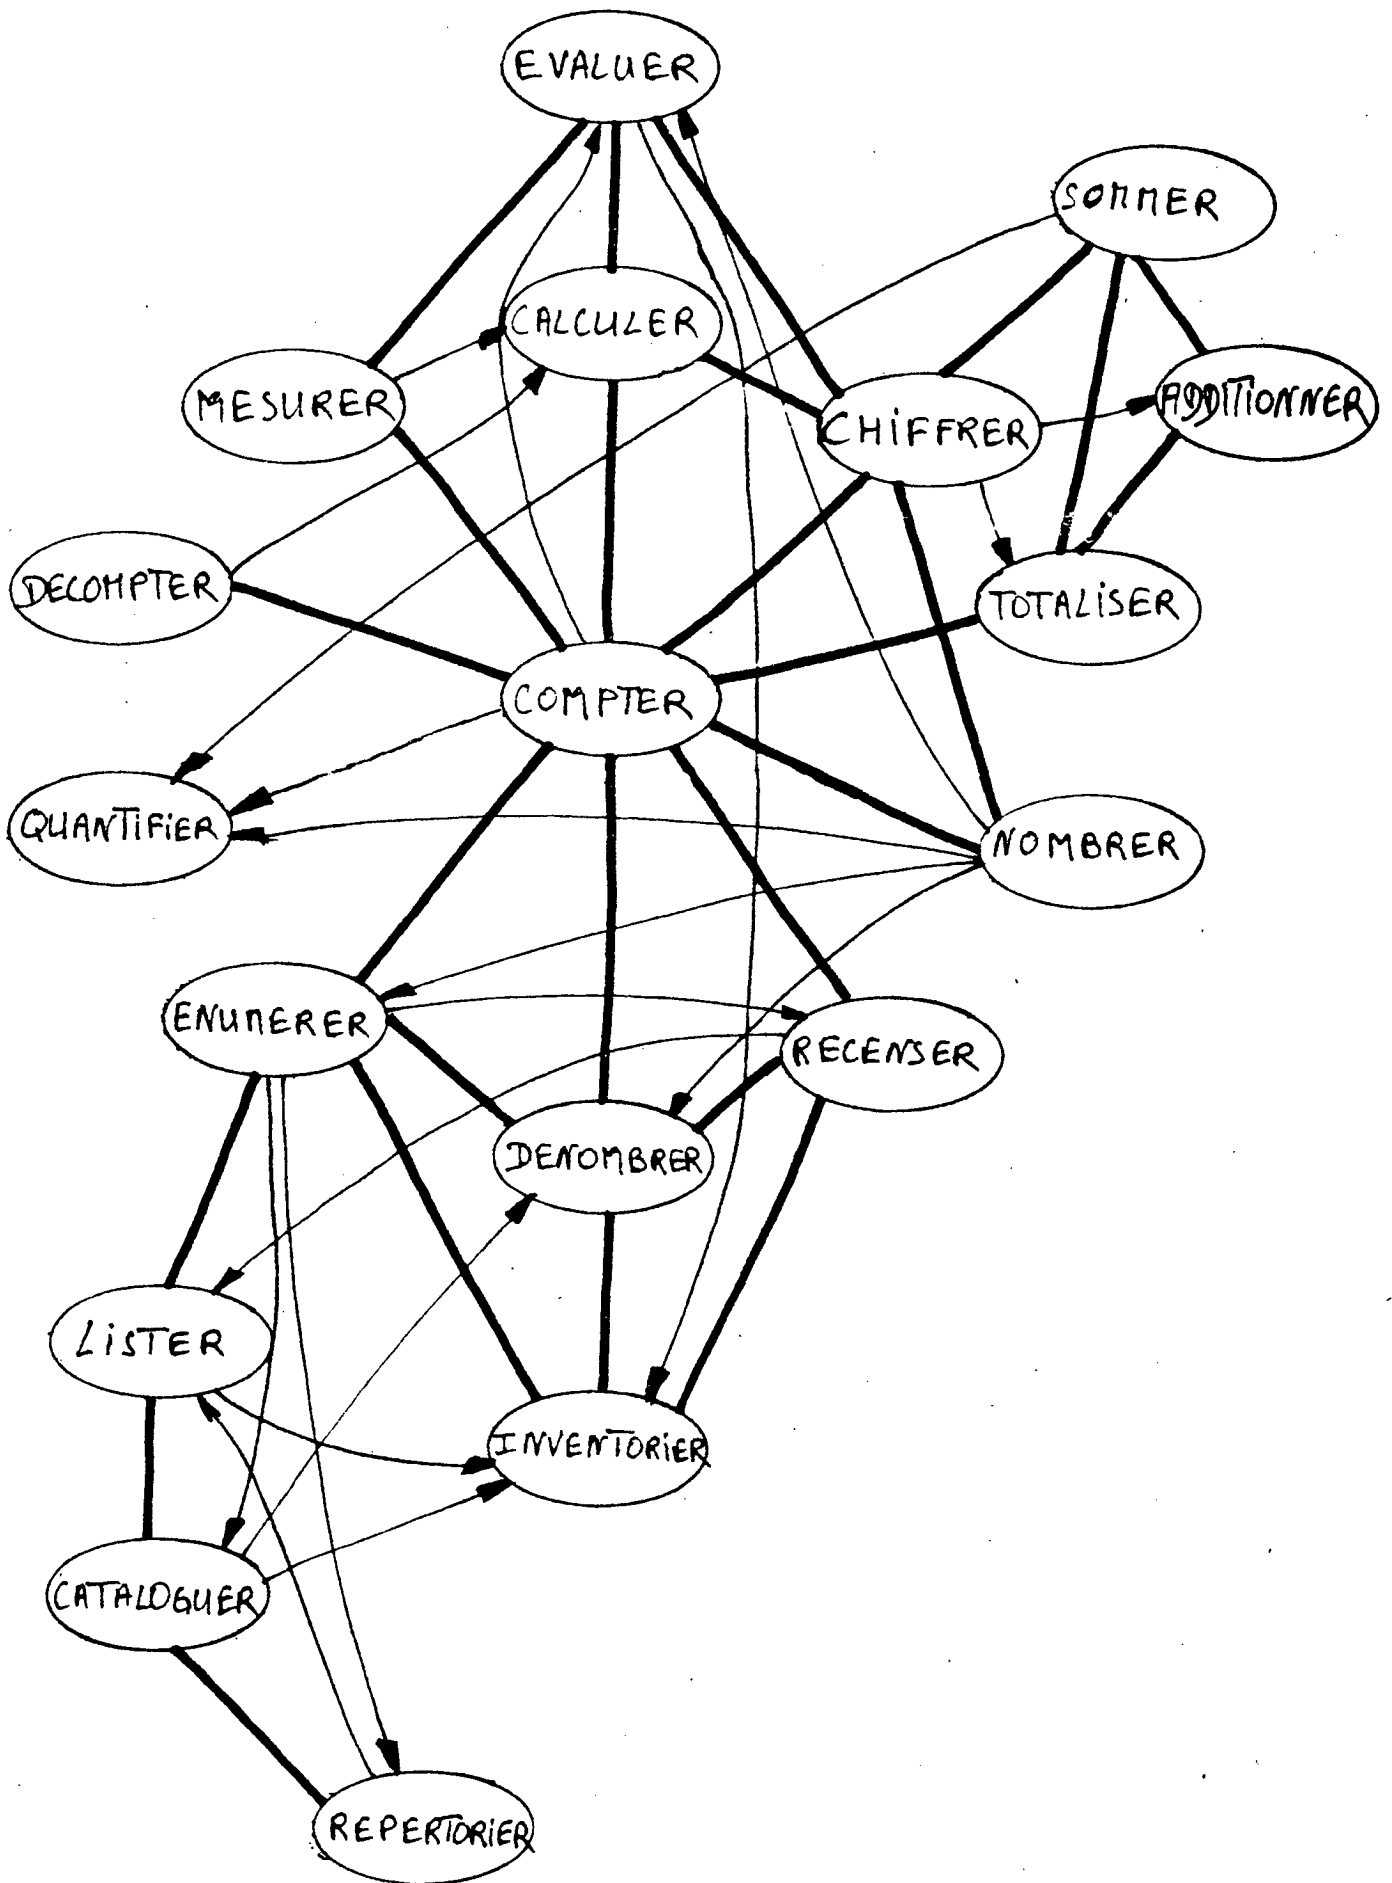 EVALUER
SOMMER
CALCULER
MESURER
ADDITIONNER
CHIFFRER
DECOMPTER
TOTALISER
COMPTER
QUANTIFIER
NOMBRER
ENUMERER
RECENSER
DENOMBRER
LISTER
INVENTORIER
CATALOGUER
REPERTORIER